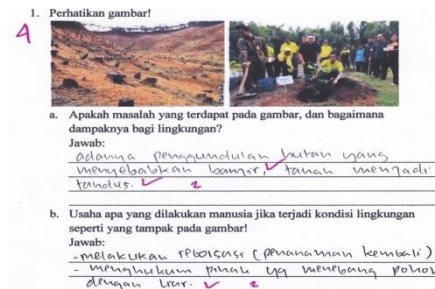 1. Perhatikan gambar!
4
a. Apakah masalah yang terdapat pada gambar, dan bagaimana
dampaknya bagi lingkungan?
Jawab:
adanya penggundulan hutan yang
menyebabkan banjir, tanah menjadi
tandus.
2
b. Usaha apa yang dilakukan manusia jika terjadi kondisi lingkungan
seperti yang tampak pada gambar!
Jawab:
- melakukan reboisasi (penanaman kembali)
- menghukum pihak yg menebang pohon
dengan liar.
2